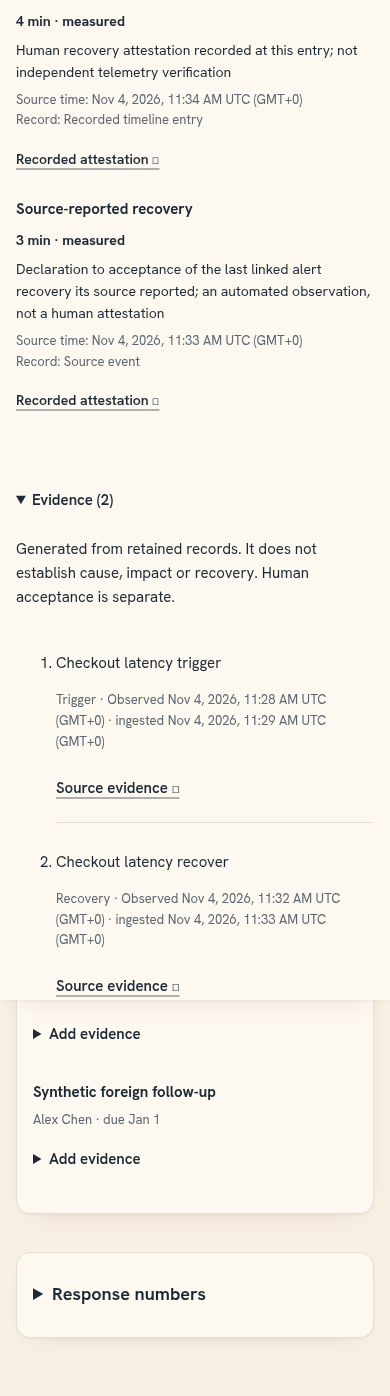 4 min · measured
Human recovery attestation recorded at this entry; not
independent telemetry verification
Source time: Nov 4, 2026, 11:34 AM UTC (GMT+0)
Record: Recorded timeline entry
Recorded attestation
Source-reported recovery
3 min · measured
Declaration to acceptance of the last linked alert
recovery its source reported; an automated observation,
not a human attestation
Source time: Nov 4, 2026, 11:33 AM UTC (GMT+0)
Record: Source event
Recorded attestation
▼ Evidence (2)
Generated from retained records. It does not
establish cause, impact or recovery. Human
acceptance is separate.
1. Checkout latency trigger
Trigger · Observed Nov 4, 2026, 11:28 AM UTC
(GMT+0) · ingested Nov 4, 2026, 11:29 AM UTC
(GMT+0)
Source evidence
2. Checkout latency recover
Recovery · Observed Nov 4, 2026, 11:32 AM UTC
(GMT+0) · ingested Nov 4, 2026, 11:33 AM UTC
(GMT+0)
Source evidence
▶ Add evidence
Synthetic foreign follow-up
Alex Chen · due Jan 1
▶ Add evidence
▶ Response numbers